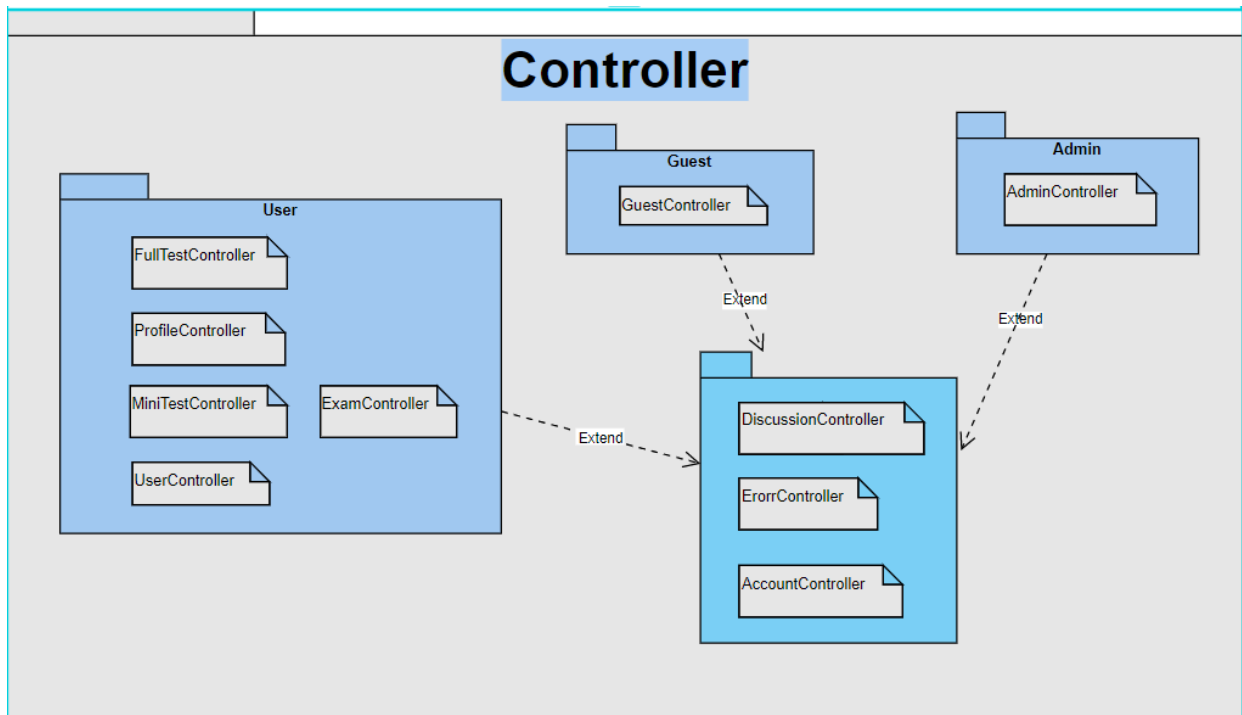 Controller
Guest
GuestController
Admin
AdminController
User
FullTestController
ProfileController
MiniTestController
ExamController
UserController
Extend
Extend
Extend
DiscussionController
ErorrController
AccountController